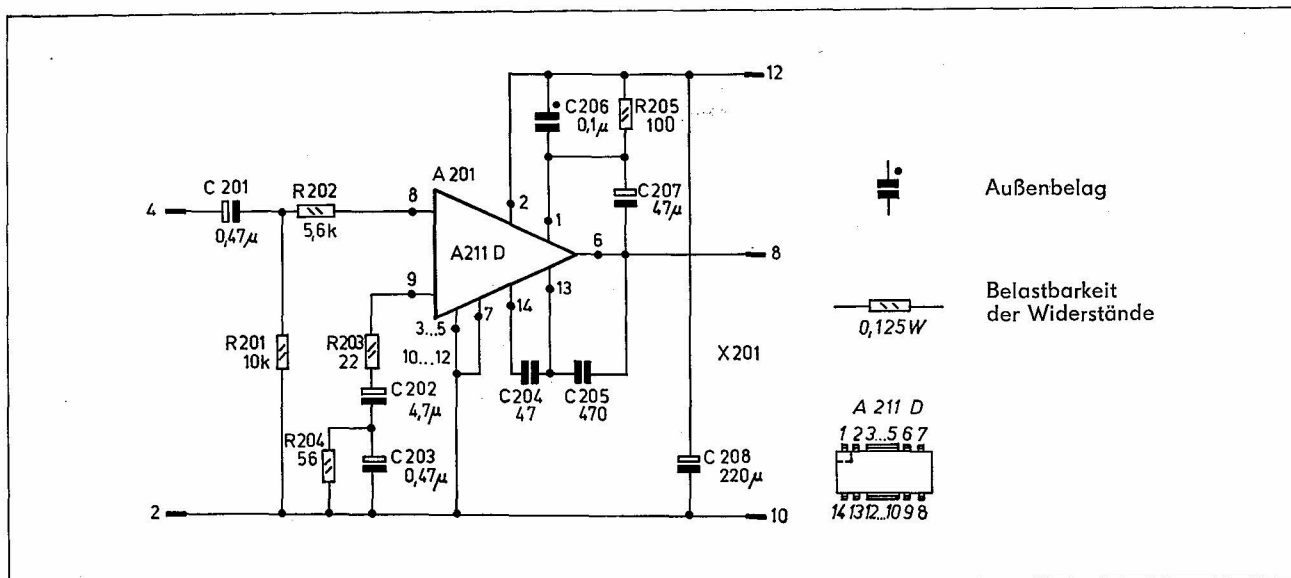 12
C206
0,1µ
R205
100
A 201
C 201
R202
8
2
C207
47µ
1
4
0,47µ
5,6k
A211 D
6
8
9
13
14
3...5
7
R201
10k
R203
22
10...12
X201
C202
4,7µ
C204
47
C205
470
R204
56
C203
0,47µ
C 208
220µ
2
10
Außenbelag
Belastbarkeit
der Widerstände
0,125W
A 211 D
1 2 3...5 6 7
14 13 12...10 9 8